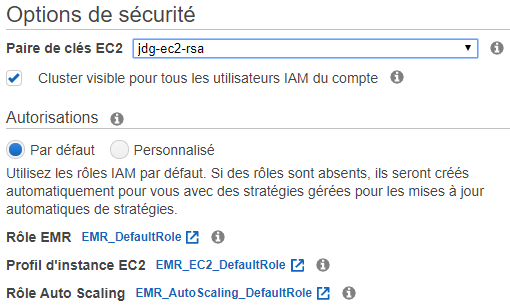 Options de sécurité
Paire de clés EC2 jdg-ec2-rsa
Cluster visible pour tous les utilisateurs IAM du compte
Autorisations
Par défaut Personnalisé
Utilisez les rôles IAM par défaut. Si des rôles sont absents, ils seront créés
automatiquement pour vous avec des stratégies gérées pour les mises à jour
automatiques de stratégies.
Rôle EMR EMR_DefaultRole
Profil d'instance EC2 EMR_EC2_DefaultRole
Rôle Auto Scaling EMR_AutoScaling_DefaultRole